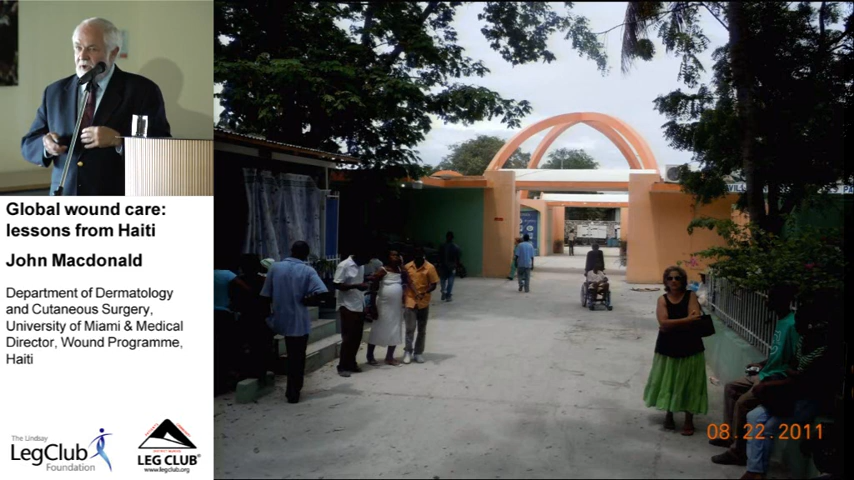 Global wound care:
lessons from Haiti
John Macdonald
Department of Dermatology
and Cutaneous Surgery,
University of Miami & Medical
Director, Wound Programme,
Haiti
The Lindsay
LegClub
Foundation
LEG CLUB®
www.legclub.org
08.22.2011